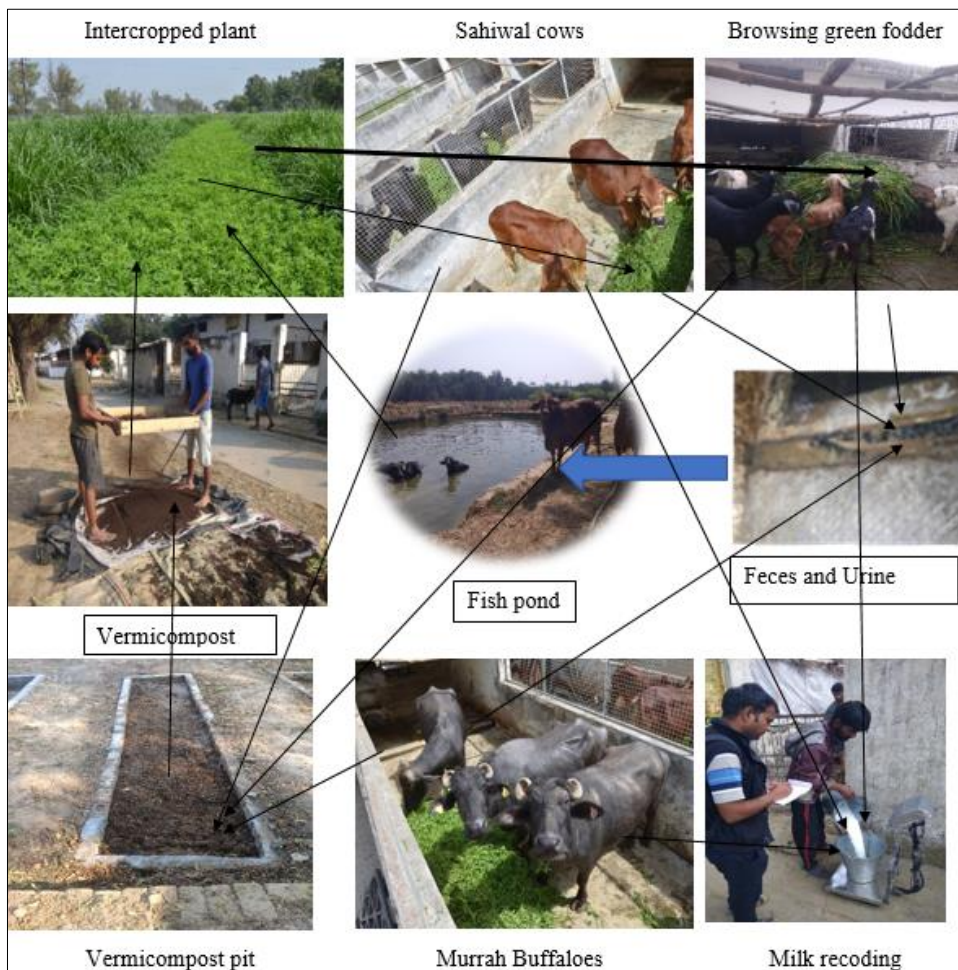 Intercropped plant
Sahiwal cows
Browsing green fodder
Vermicompost
Fish pond
Feces and Urine
Vermicompost pit
Murrah Buffaloes
Milk recoding